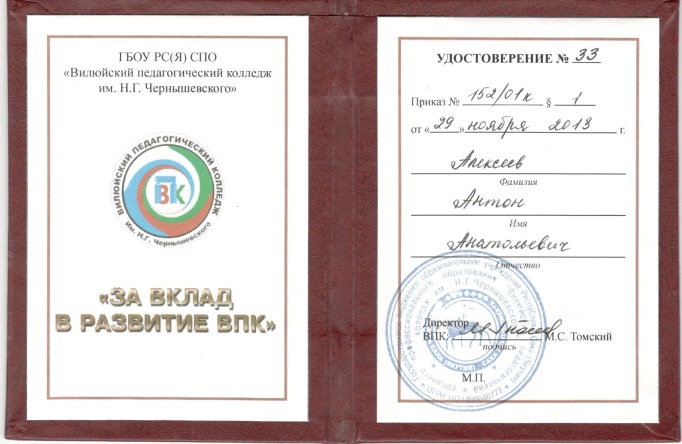 ГБОУ РС(Я) СПО
«Вилюйский педагогический колледж
им. Н.Г. Чернышевского»
ВИЛЮЙСКИЙ ПЕДАГОГИЧЕСКИЙ КОЛЛЕДЖ
ВПК
Им. Н.Г. Чернышевского
«ЗА ВКЛАД
В РАЗВИТИЕ ВПК»
УДОСТОВЕРЕНИЕ № 33
Приказ № 152/01к § 1
от «29» ноября 2013 г.
Алексеев
Фамилия
Антон
Имя
Анатольевич
Отчество
Директор
ВПК: М.С. Томский
подпись
М.П.